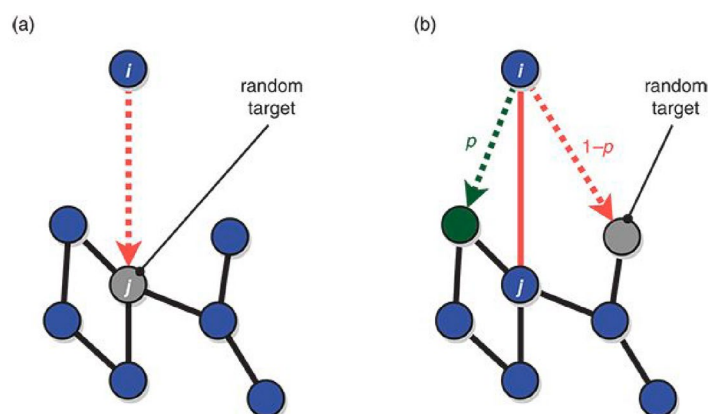 (a)
(b)
i
i
random
target
random
target
p
1–p
j
j